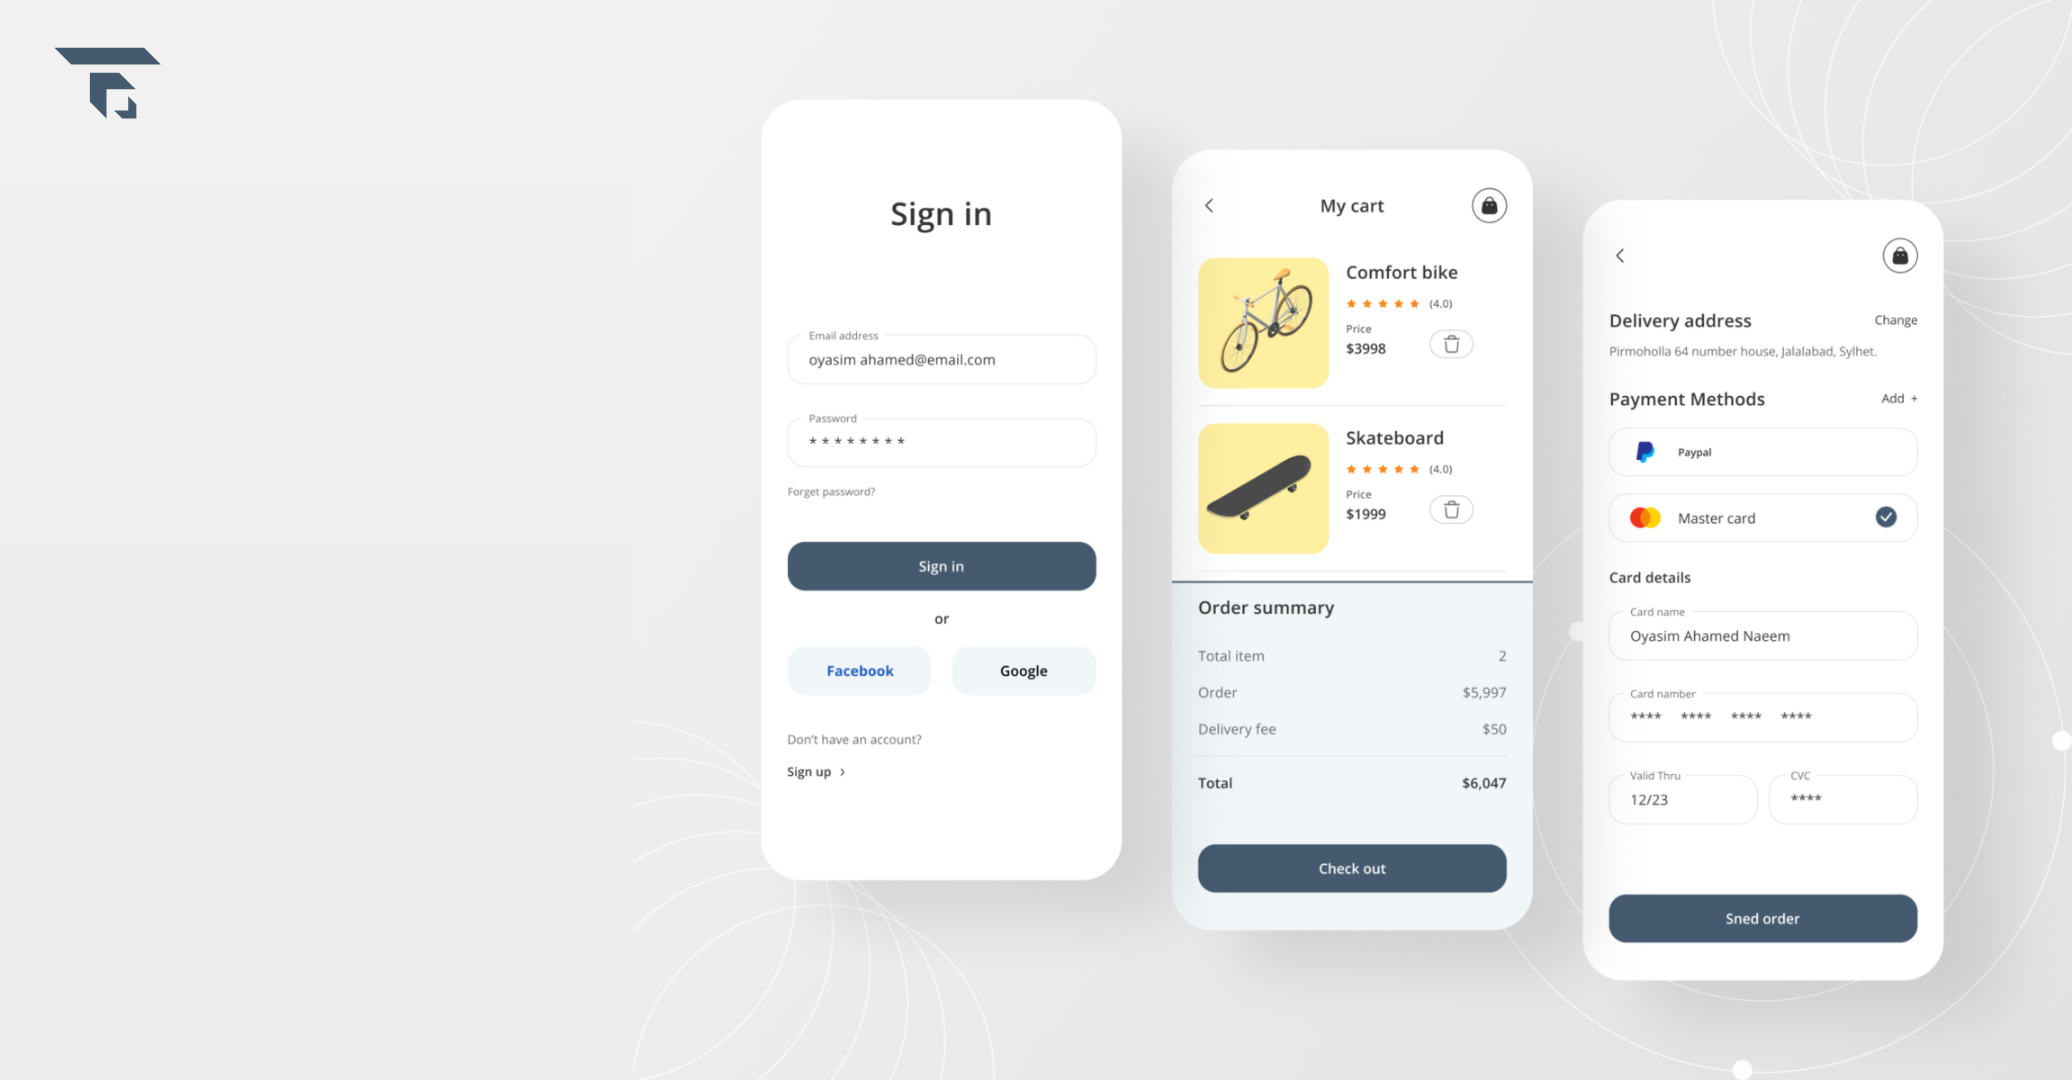 Sign in
Email address
oyasim ahamed@email.com
Password
* * * * * * * *
Forget password?
Sign in
or
Facebook
Google
Don't have an account?
Sign up ›
My cart
Comfort bike
(4.0)
Price
$3998
Skateboard
(4.0)
Price
$1999
Order summary
Total item 2
Order $5,997
Delivery fee $50
Total $6,047
Check out
Delivery address Change
Pirmoholla 64 number house, Jalalabad, Sylhet.
Payment Methods Add +
Paypal
Master card
Card details
Card name
Oyasim Ahamed Naeem
Card namber
**** **** **** ****
Valid Thru
12/23
CVC
****
Sned order